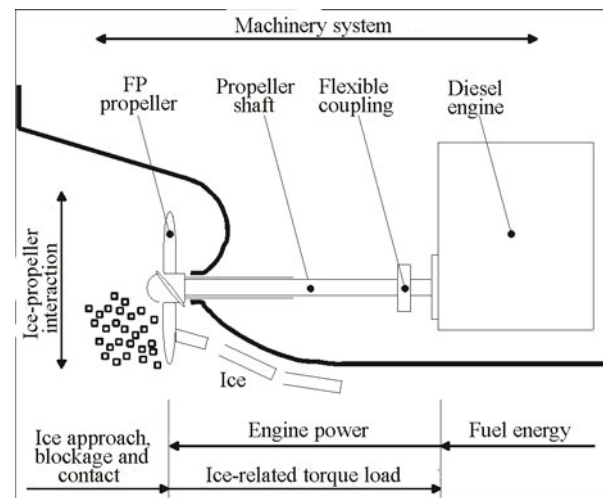 Machinery system
FP
propeller
Propeller
shaft
Flexible
coupling
Diesel
engine
Ice-propeller
interaction
Ice
Ice approach,
blockage and
contact
Engine power
Fuel energy
Ice-related torque load